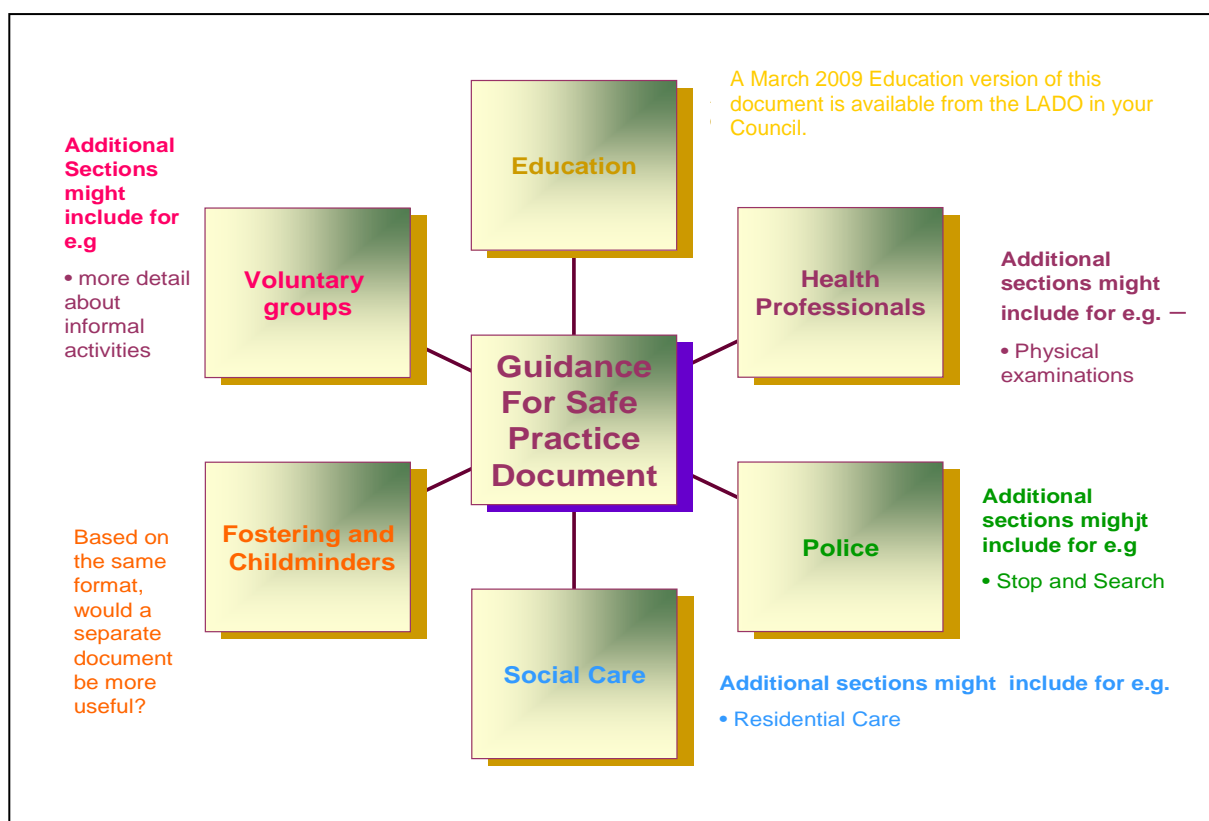 A March 2009 Education version of this
document is available from the LADO in your
Council.
Education
Additional
Sections
might
include for
e.g
• more detail
about
informal
activities
Voluntary
groups
Health
Professionals
Additional
sections might
include for e.g. –
• Physical
examinations
Guidance
For Safe
Practice
Document
Based on
the same
format,
would a
separate
document
be more
useful?
Fostering and
Childminders
Police
Additional
sections mighjt
include for e.g
• Stop and Search
Social Care
Additional sections might  include for e.g.
• Residential Care